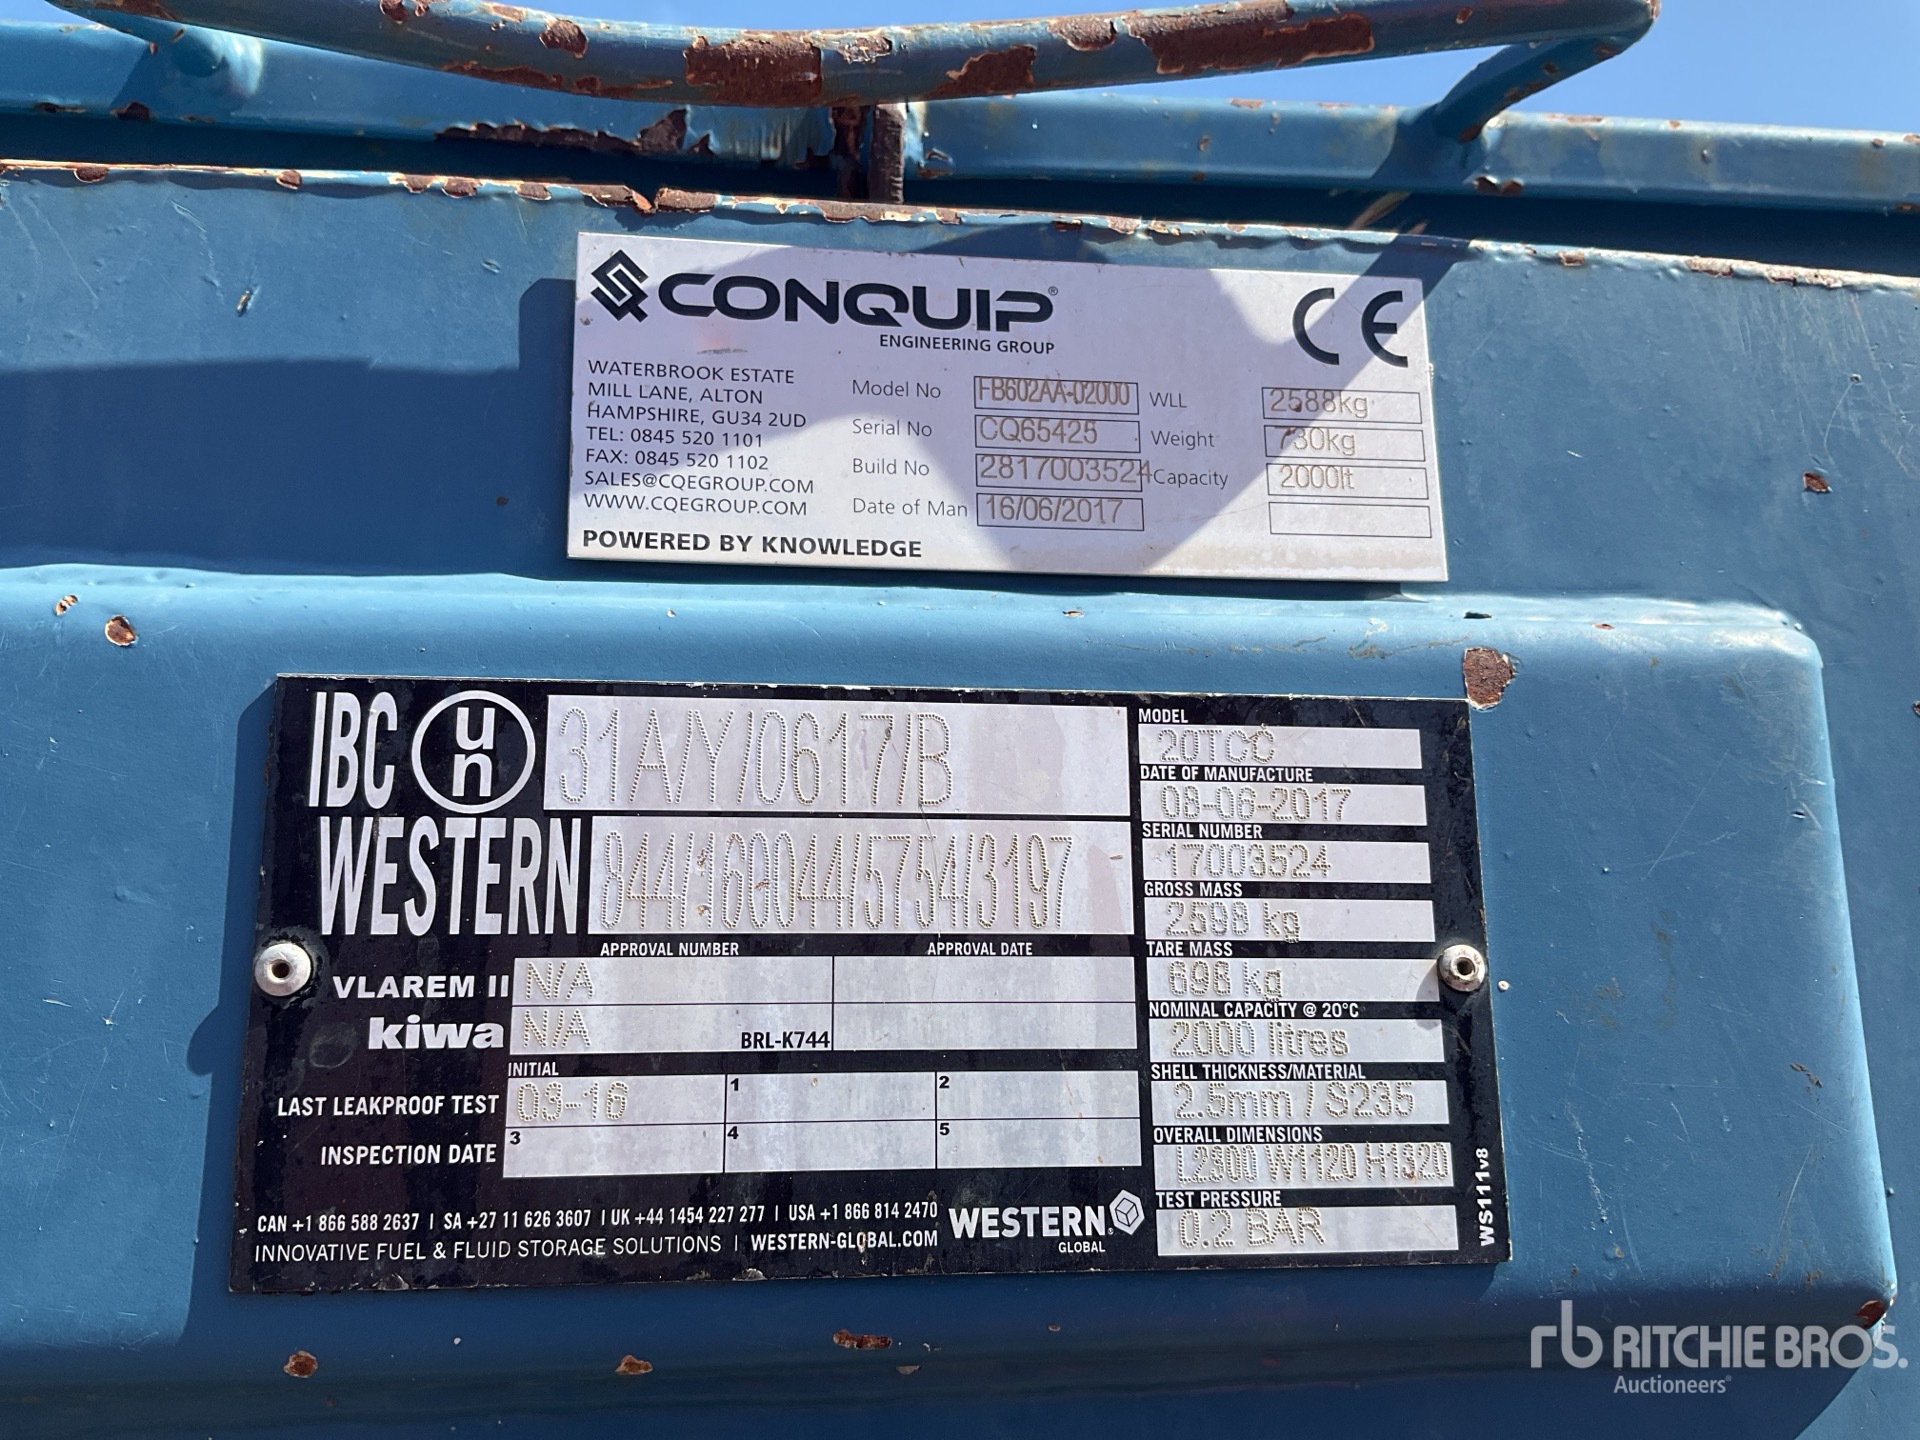 CONQUIP®
ENGINEERING GROUP
CE
WATERBROOK ESTATE
MILL LANE, ALTON
HAMPSHIRE, GU34 2UD
TEL: 0845 520 1101
FAX: 0845 520 1102
SALES@CQEGROUP.COM
WWW.CQEGROUP.COM
POWERED BY KNOWLEDGE
Model No FB602AA-02000
Serial No CQ65425
Build No 2817003524
Date of Man 16/06/2017
WLL 2588kg
Weight 730kg
Capacity 2000lt
IBC un 31A/Y/0617/B
WESTERN 844/160044/5754/3197
APPROVAL NUMBER APPROVAL DATE
VLAREM II N/A
kiwa N/A BRL-K744
INITIAL
LAST LEAKPROOF TEST 03-16 1 2
INSPECTION DATE 3 4 5
CAN +1 866 588 2637 | SA +27 11 626 3607 | UK +44 1454 227 277 | USA +1 866 814 2470
INNOVATIVE FUEL & FLUID STORAGE SOLUTIONS | WESTERN-GLOBAL.COM
WESTERN®
GLOBAL
MODEL
20TCC
DATE OF MANUFACTURE
08-06-2017
SERIAL NUMBER
17003524
GROSS MASS
2588 kg
TARE MASS
698 kg
NOMINAL CAPACITY @ 20°C
2000 litres
SHELL THICKNESS/MATERIAL
2.5mm / S235
OVERALL DIMENSIONS
L2300 W1120 H1320
TEST PRESSURE
0.2 BAR
WS111v8
rb RITCHIE BROS.
Auctioneers®